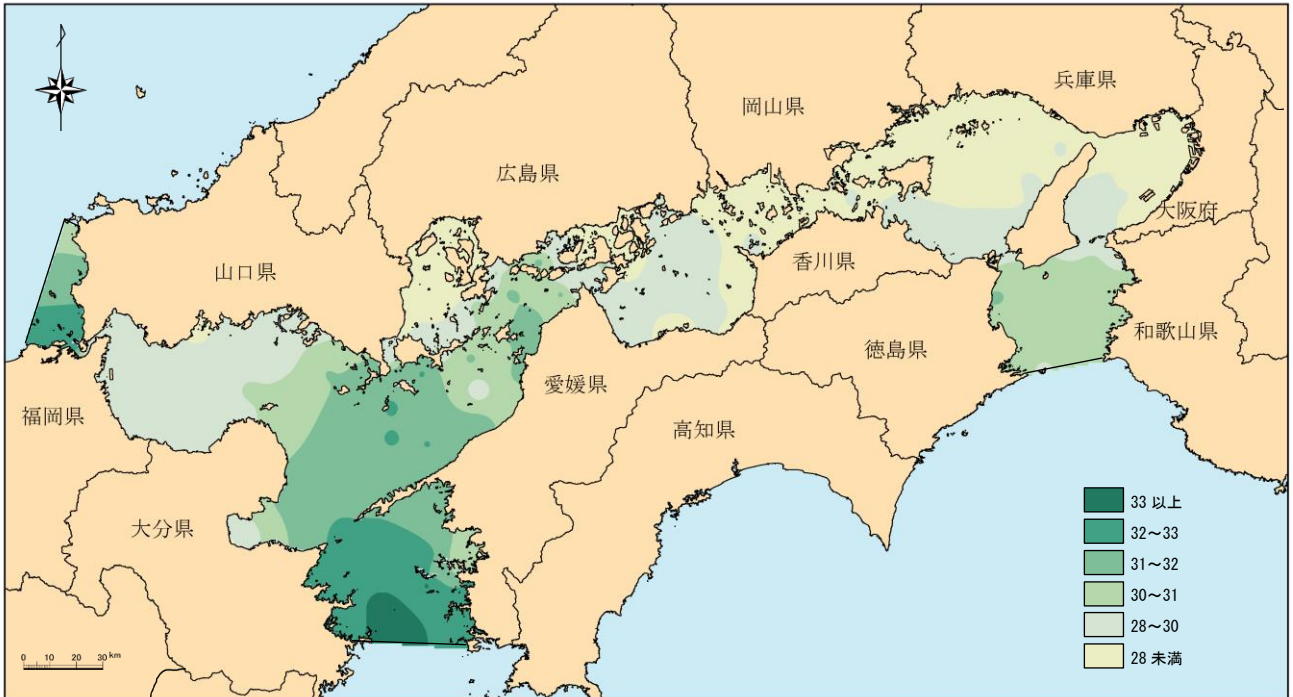 兵庫県
岡山県
広島県
大阪府
山口県
香川県
和歌山県
徳島県
愛媛県
福岡県
高知県
大分県
33 以上
32~33
31~32
30~31
28~30
28 未満
0 10 20 30 km